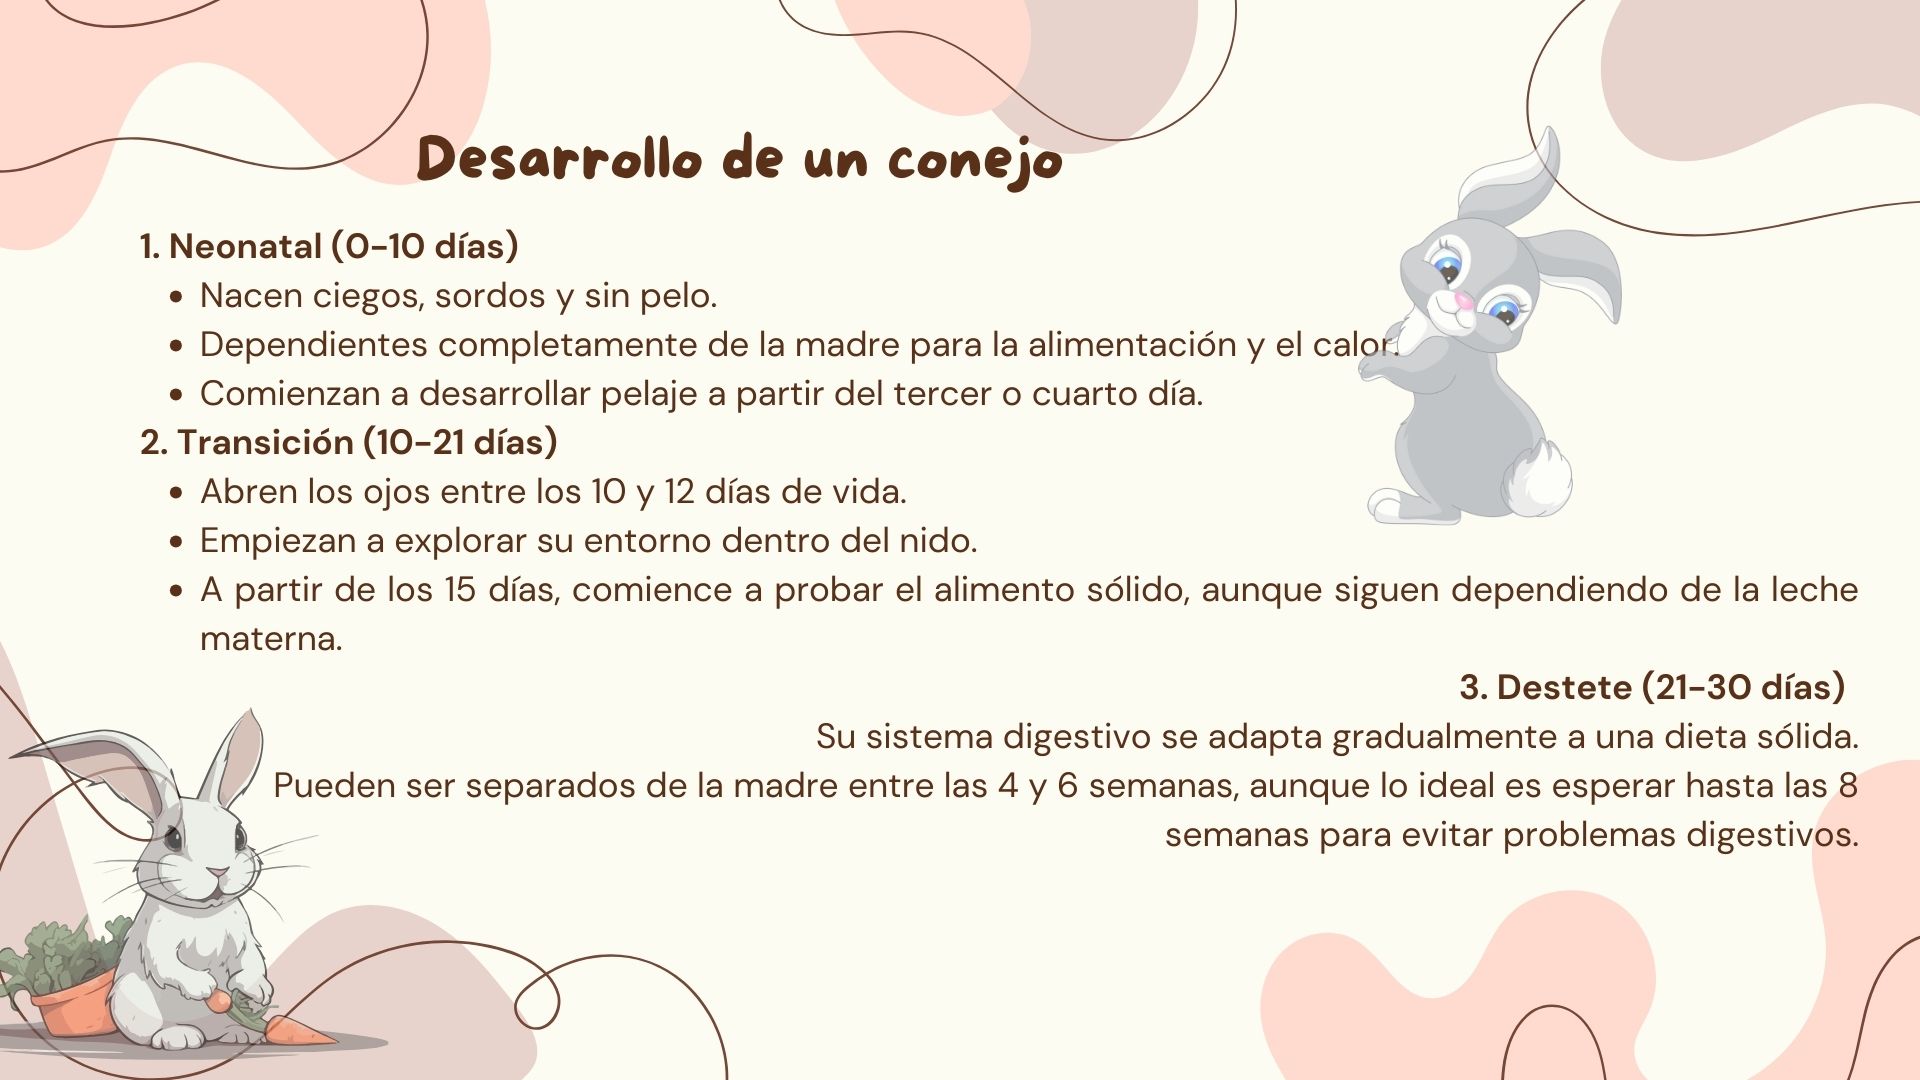 Desarrollo de un conejo
1. Neonatal (0-10 días)
• Nacen ciegos, sordos y sin pelo.
• Dependientes completamente de la madre para la alimentación y el calor.
• Comienzan a desarrollar pelaje a partir del tercer o cuarto día.
2. Transición (10-21 días)
• Abren los ojos entre los 10 y 12 días de vida.
• Empiezan a explorar su entorno dentro del nido.
• A partir de los 15 días, comience a probar el alimento sólido, aunque siguen dependiendo de la leche
materna.
3. Destete (21-30 días)
Su sistema digestivo se adapta gradualmente a una dieta sólida.
Pueden ser separados de la madre entre las 4 y 6 semanas, aunque lo ideal es esperar hasta las 8
semanas para evitar problemas digestivos.